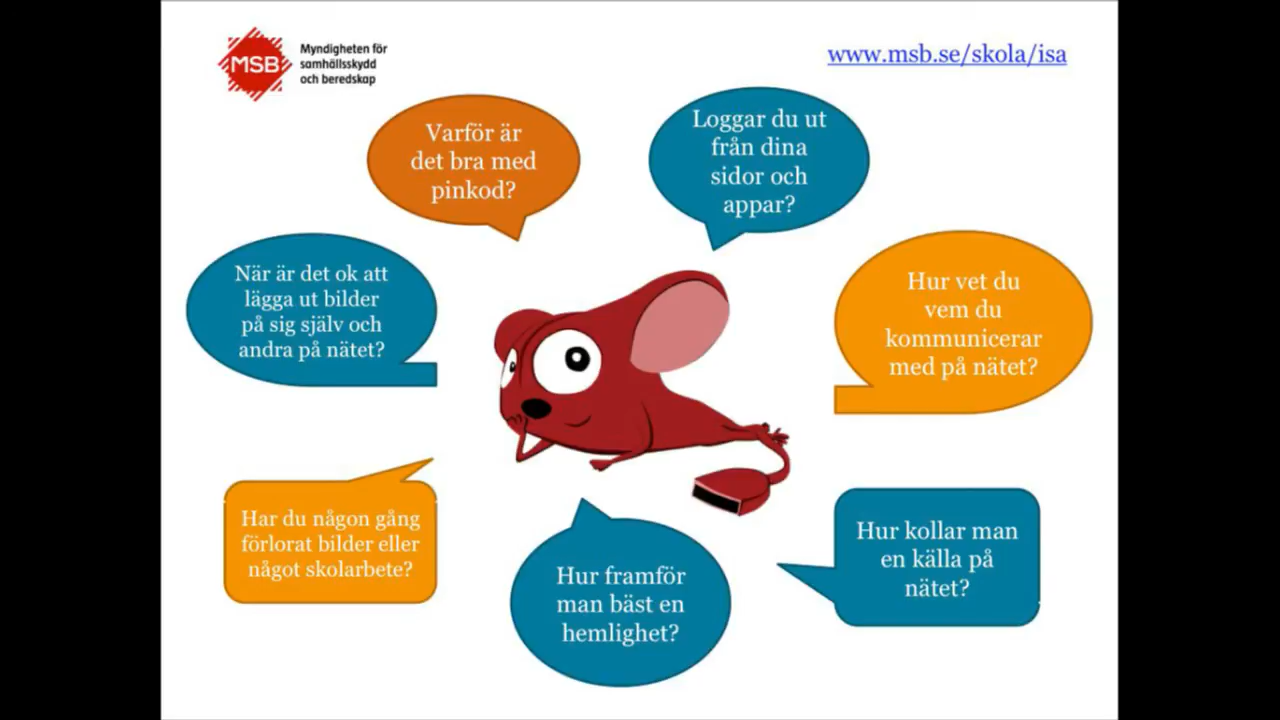 MSB
Myndigheten för
samhällsskydd
och beredskap
www.msb.se/skola/isa
Varför är
det bra med
pinkod?
Loggar du ut
från dina
sidor och
appar?
När är det ok att
lägga ut bilder
på sig själv och
andra på nätet?
Hur vet du
vem du
kommunicerar
med på nätet?
Har du någon gång
förlorat bilder eller
något skolarbete?
Hur framför
man bäst en
hemlighet?
Hur kollar man
en källa på
nätet?